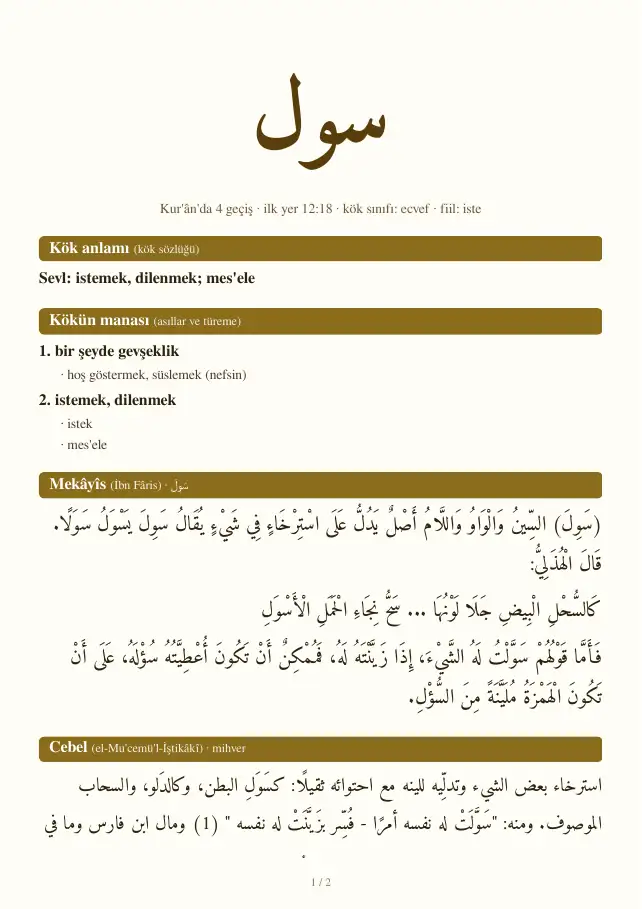 سول
Kur'ân'da 4 geçiş · ilk yer 12:18 · kök sınıfı: ecvef · fiil: iste
Kök anlamı (kök sözlüğü)
Sevl: istemek, dilenmek; mes'ele
Kökün manası (asıllar ve türeme)
1. bir şeyde gevşeklik
· hoş göstermek, süslemek (nefsin)
2. istemek, dilenmek
· istek
· mes'ele
Mekâyîs (İbn Fâris) · سَوِلَ
(سَوِلَ) السِّينُ وَالْوَاوُ وَاللَّامُ أَصْلٌ يَدُلُّ عَلَى اسْتِرْخَاءٍ فِي شَيْءٍ يُقَالُ سَوِلَ يَسْوَلُ سَوَلًا.
قَالَ الْهُذَلِيُّ:
كَالسُّحْلِ الْبِيضِ جَلَا لَوْنُهَا ... سَحُّ نِجَاءِ الْحَمَلِ الْأَسْوَلِ
فَأَمَّا قَوْلُهُمْ سَوَّلْتُ لَهُ الشَّيْءَ، إِذَا زَيَّنْتَهُ لَهُ، فَمُمْكِنٌ أَنْ تَكُونَ أُعْطِيَتُهُ سُؤْلَهُ، عَلَى أَنْ
تَكُونَ الْهَمْزَةُ مُلَيَّنَةً مِنَ السُّؤْلِ.
Cebel (el-Mu'cemü'l-İştikâkî) · mihver
استرخاء بعض الشيء وتدلِّيه للينه مع احتوائه ثقيلًا: كسَوَلِ البطن، وكالدَلو، والسحاب
الموصوف. ومنه: "سَوَّلَتْ له نفسه أمرًا - فُسِّر بزَيَّنَتْ له نفسه " (1) ومال ابن فارس وما في
1 / 2